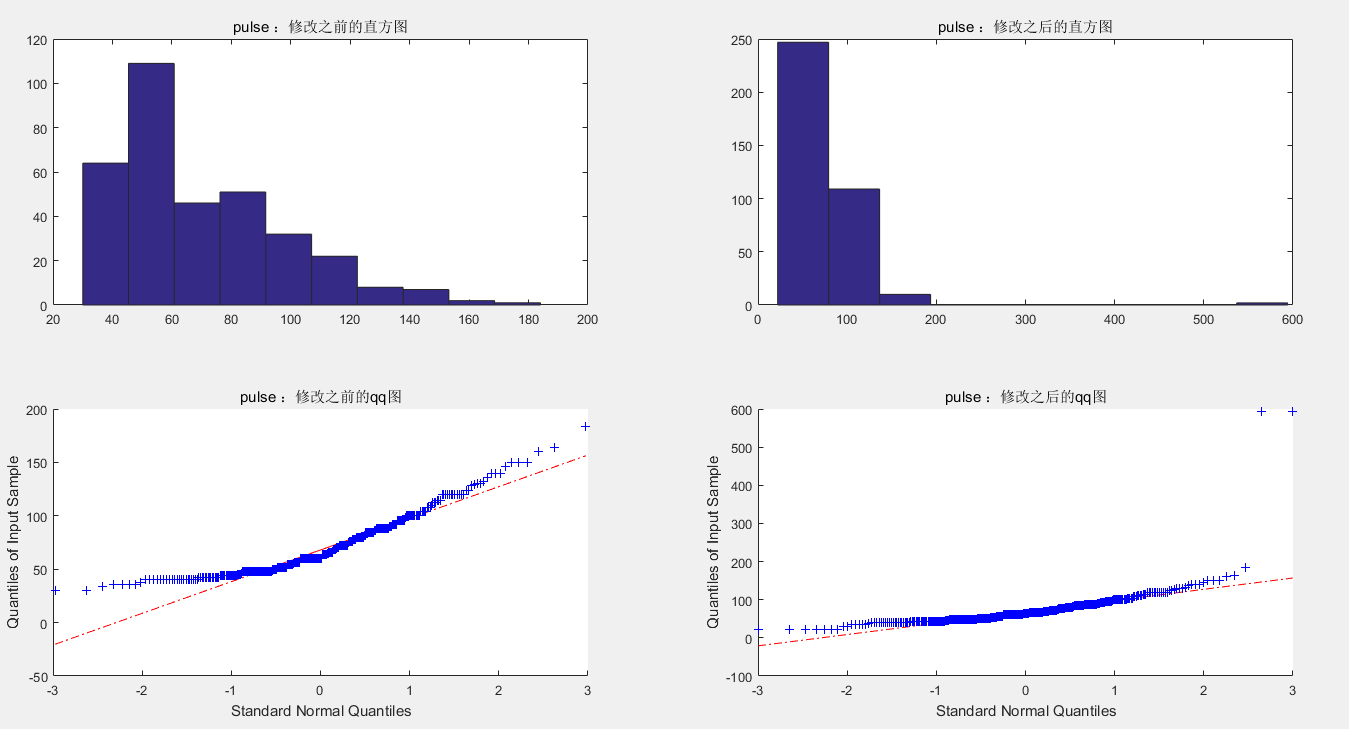 pulse ：修改之前的直方图
120
100
80
60
40
20
0
20 40 60 80 100 120 140 160 180 200
pulse ：修改之后的直方图
250
200
150
100
50
0
0 100 200 300 400 500 600
pulse ：修改之前的qq图
200
150
100
50
0
-50
-3 -2 -1 0 1 2 3
Quantiles of Input Sample
Standard Normal Quantiles
pulse ：修改之后的qq图
600
500
400
300
200
100
0
-100
-3 -2 -1 0 1 2 3
Quantiles of Input Sample
Standard Normal Quantiles